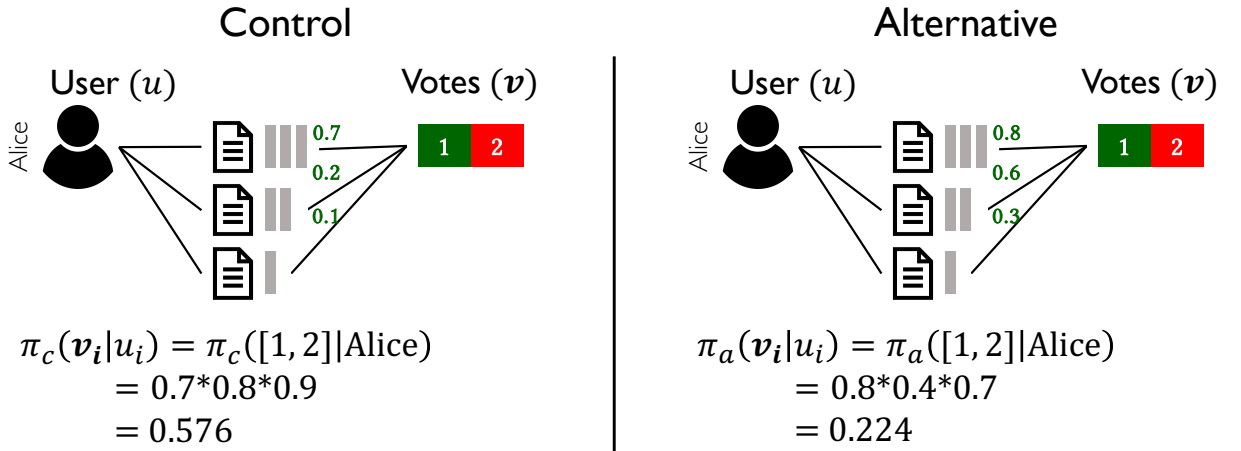 Control
User (u)
Votes (v)
Alice
0.7
0.2
0.1
1 2
π_c(v_i|u_i) = π_c([1, 2]|Alice)
= 0.7*0.8*0.9
= 0.576
Alternative
User (u)
Votes (v)
Alice
0.8
0.6
0.3
1 2
π_a(v_i|u_i) = π_a([1, 2]|Alice)
= 0.8*0.4*0.7
= 0.224